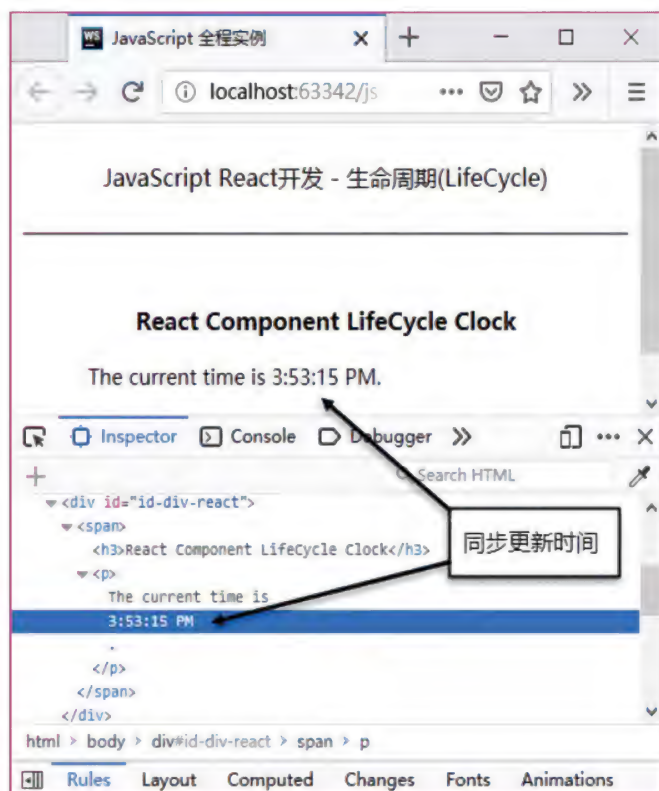 WS JavaScript 全程实例
localhost:63342/js
JavaScript React开发 - 生命周期(LifeCycle)
React Component LifeCycle Clock
The current time is 3:53:15 PM.
Inspector Console Debugger
Search HTML
<div id="id-div-react">
<span>
<h3>React Component LifeCycle Clock</h3>
同步更新时间
<p>
The current time is
3:53:15 PM
.
</p>
</span>
</div>
html > body > div#id-div-react > span > p
Rules Layout Computed Changes Fonts Animations